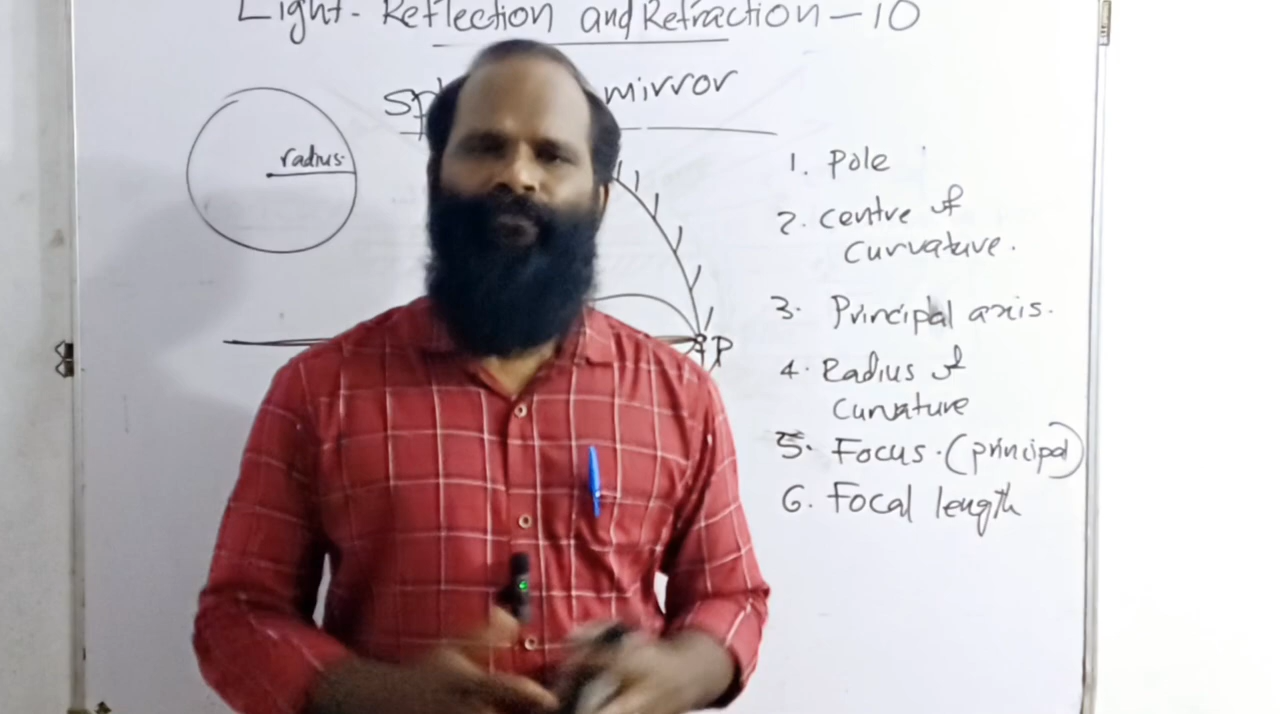 Light- Reflection and Refraction - 10
mirror
radius
1. Pole
2. Centre of
Curvature.
3. Principal axis.
4. Radius of
Curvature
5. Focus. (principal)
6. Focal length
P